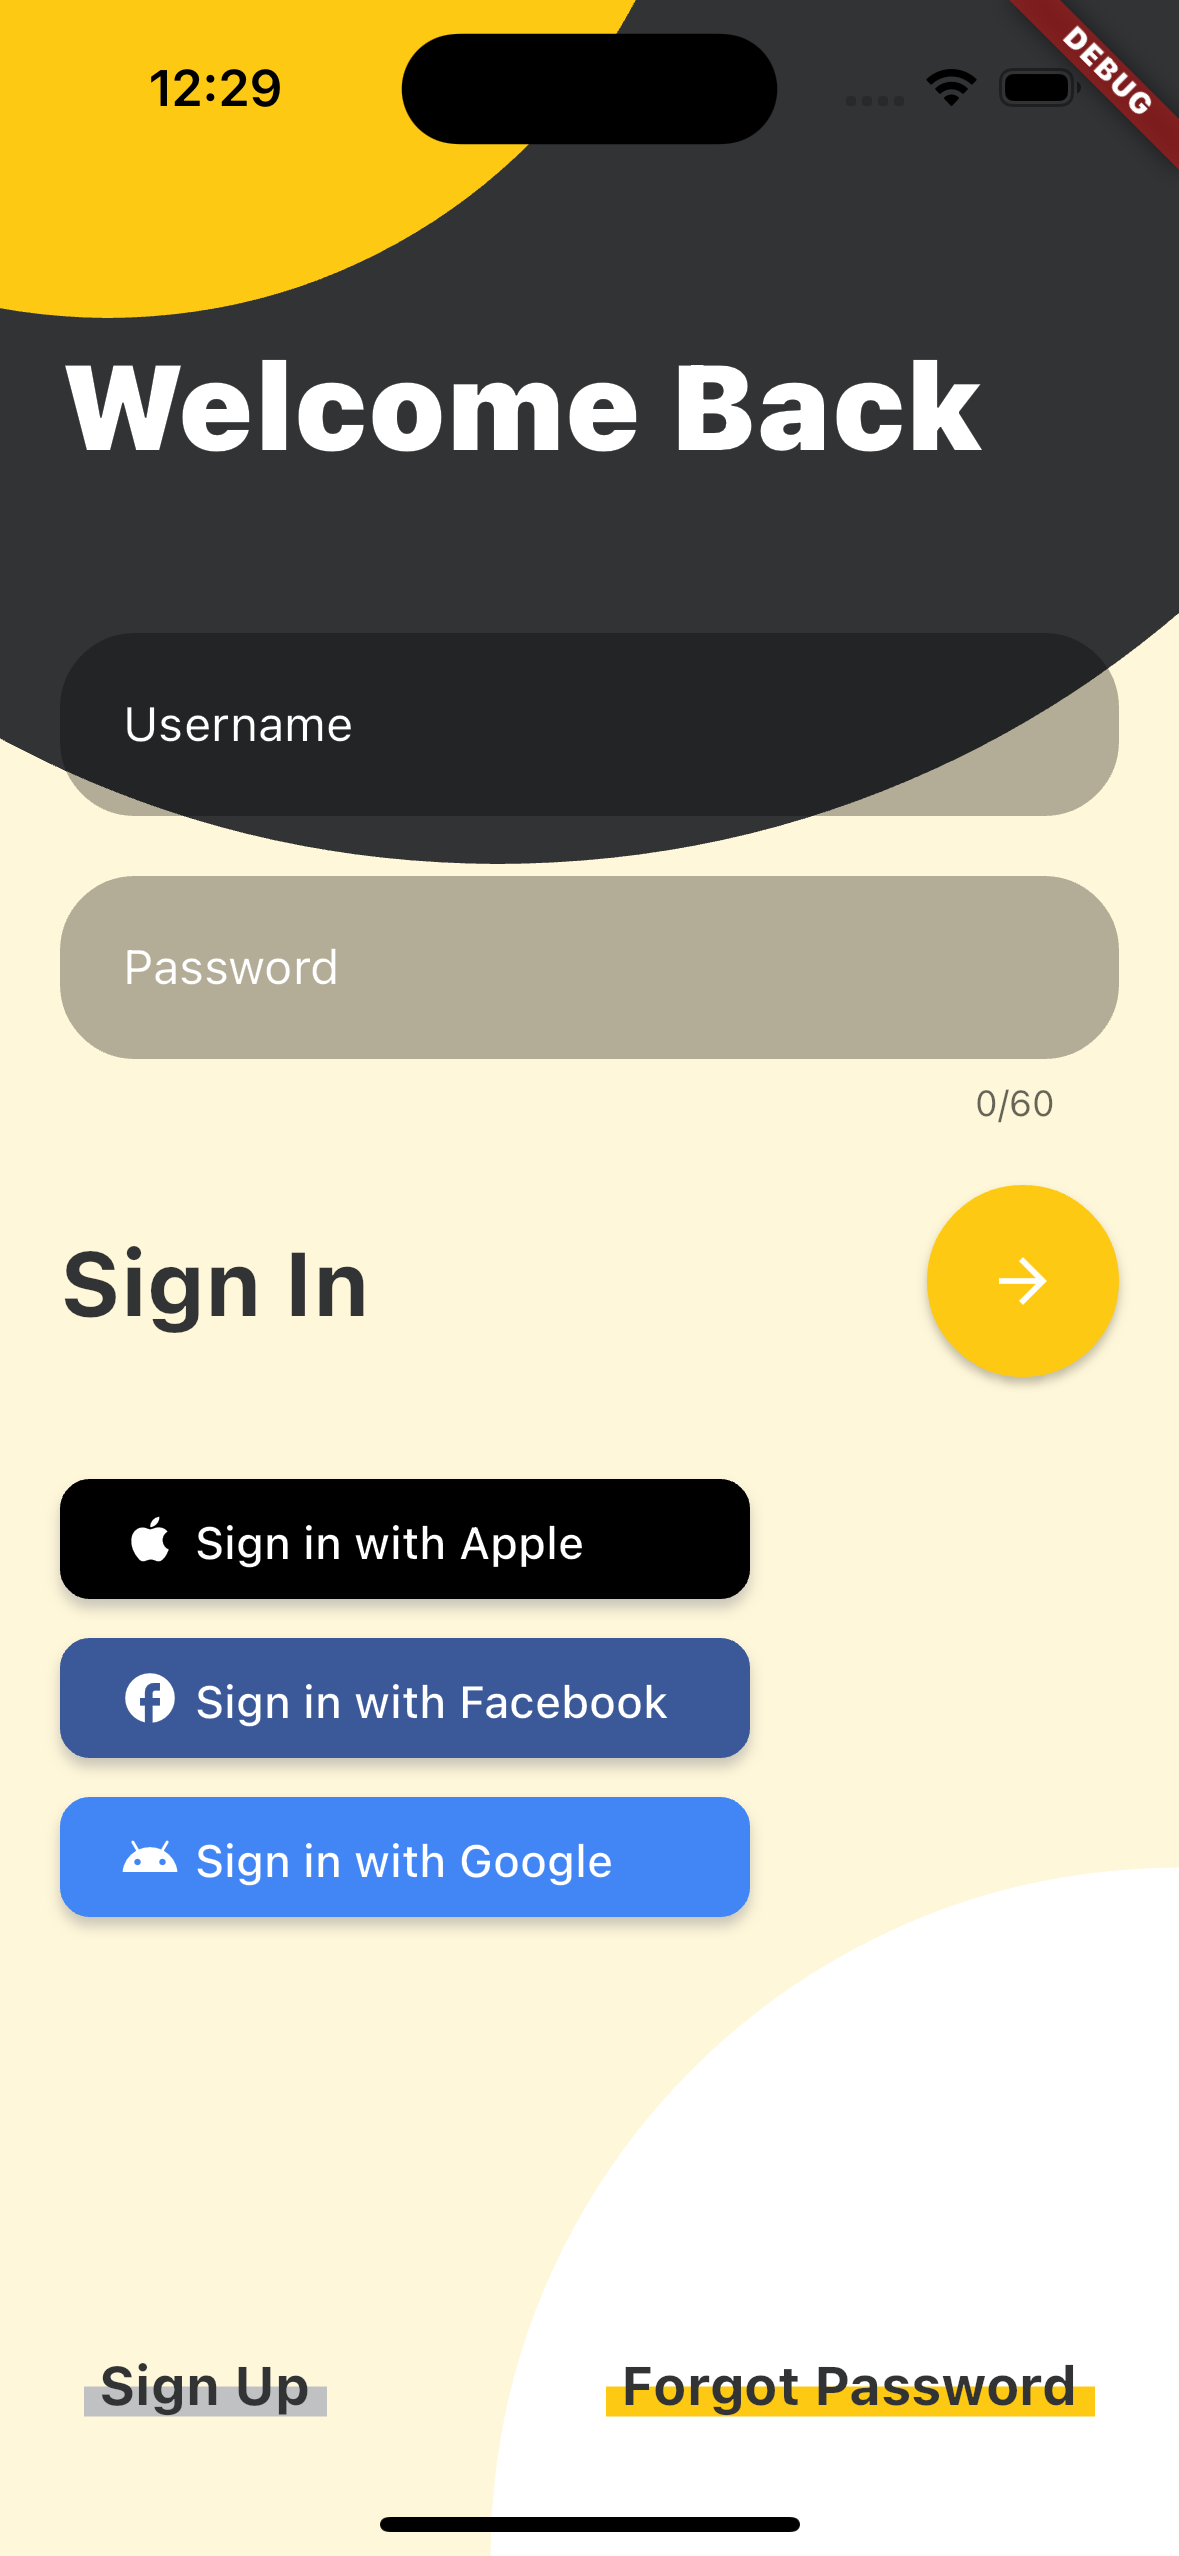 12:29
DEBUG
Welcome Back
Username
Password
0/60
Sign In
Sign in with Apple
Sign in with Facebook
Sign in with Google
Sign Up
Forgot Password